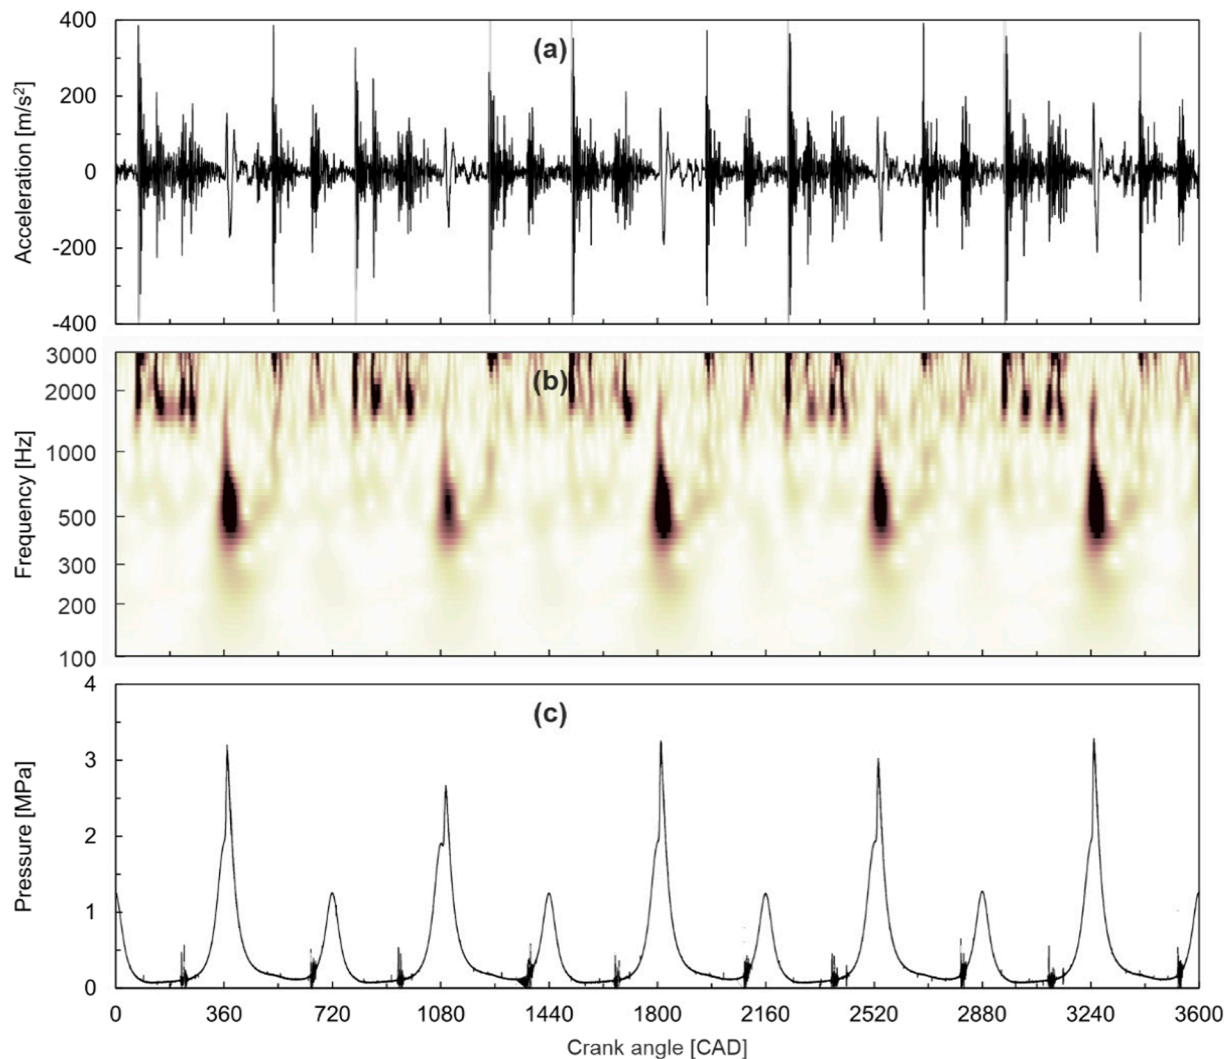 (a)
Acceleration [m/s²]
400
200
0
-200
-400
(b)
Frequency [Hz]
3000
2000
1000
500
300
200
100
(c)
Pressure [MPa]
4
3
2
1
0
0 360 720 1080 1440 1800 2160 2520 2880 3240 3600
Crank angle [CAD]